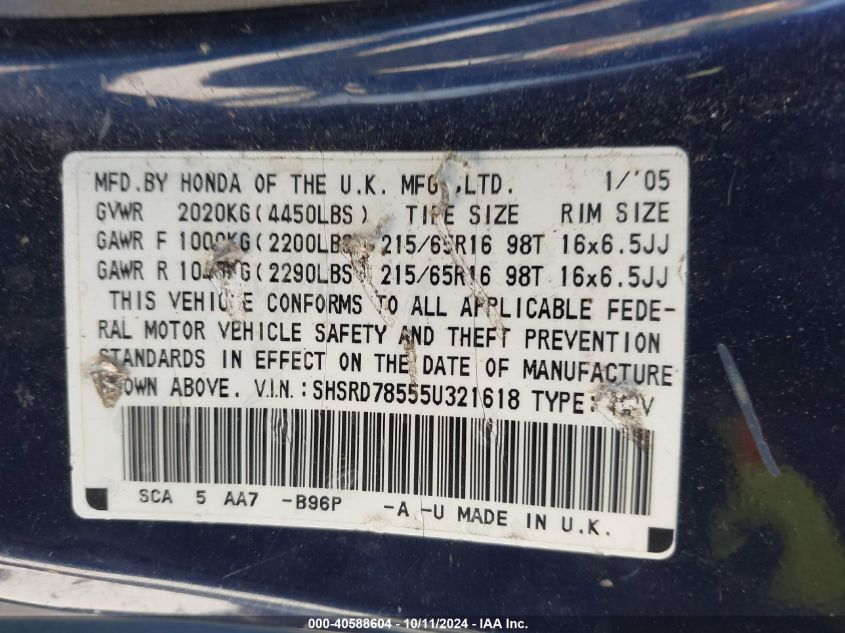 MFD.BY HONDA OF THE U.K. MFG.,LTD. 1/'05
GVWR 2020KG(4450LBS) TIRE SIZE RIM SIZE
GAWR F 1000KG(2200LBS) 215/65R16 98T 16x6.5JJ
GAWR R 1040KG(2290LBS) 215/65R16 98T 16x6.5JJ
THIS VEHICLE CONFORMS TO ALL APPLICABLE FEDE-
RAL MOTOR VEHICLE SAFETY AND THEFT PREVENTION
STANDARDS IN EFFECT ON THE DATE OF MANUFACTURE
SHOWN ABOVE. V.I.N.: SHSRD78555U321618 TYPE:
SCA 5 AA7 -B96P -A -U MADE IN U.K.
000-40588604 - 10/11/2024 - IAA Inc.